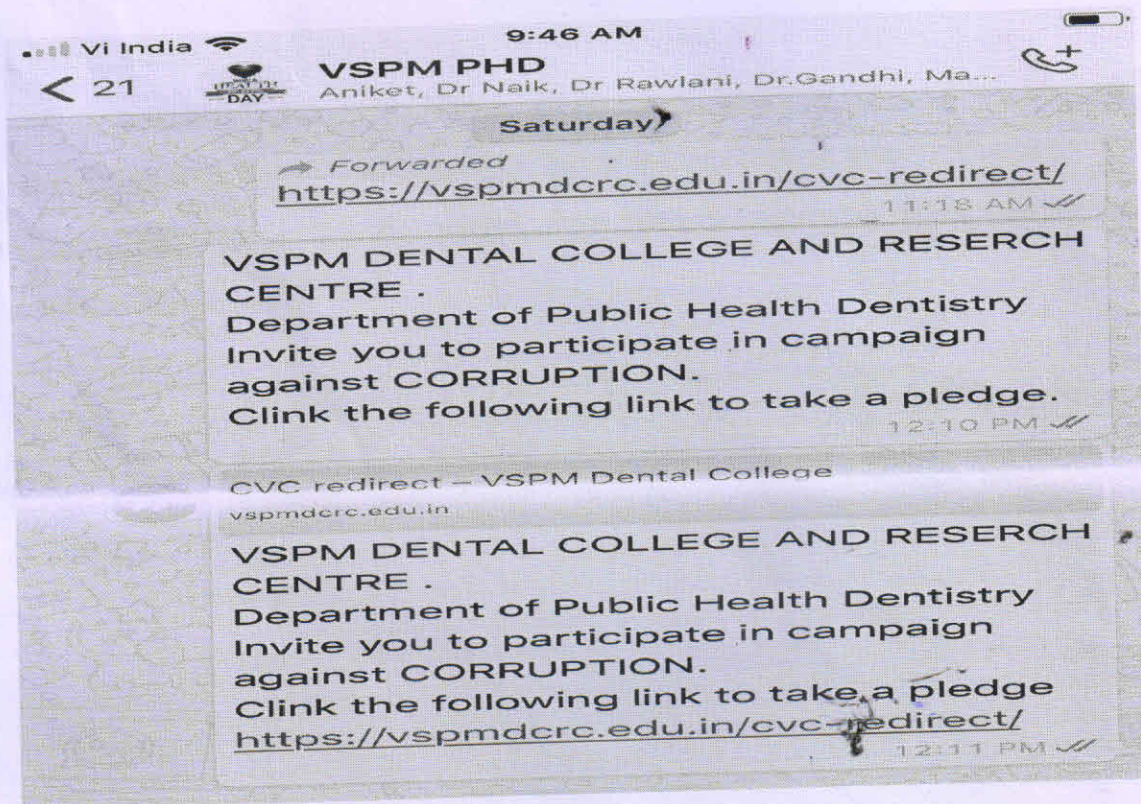 Vi India
9:46 AM
21
DAY
VSPM PHD
Aniket, Dr Naik, Dr Rawlani, Dr.Gandhi, Ma...
Saturday
Forwarded
https://vspmdcrc.edu.in/cvc-redirect/
11:18 AM
VSPM DENTAL COLLEGE AND RESERCH
CENTRE .
Department of Public Health Dentistry
Invite you to participate in campaign
against CORRUPTION.
Clink the following link to take a pledge.
12:10 PM
CVC redirect – VSPM Dental College
vspmdcrc.edu.in
VSPM DENTAL COLLEGE AND RESERCH
CENTRE .
Department of Public Health Dentistry
Invite you to participate in campaign
against CORRUPTION.
Clink the following link to take a pledge
https://vspmdcrc.edu.in/cvc-redirect/
12:11 PM